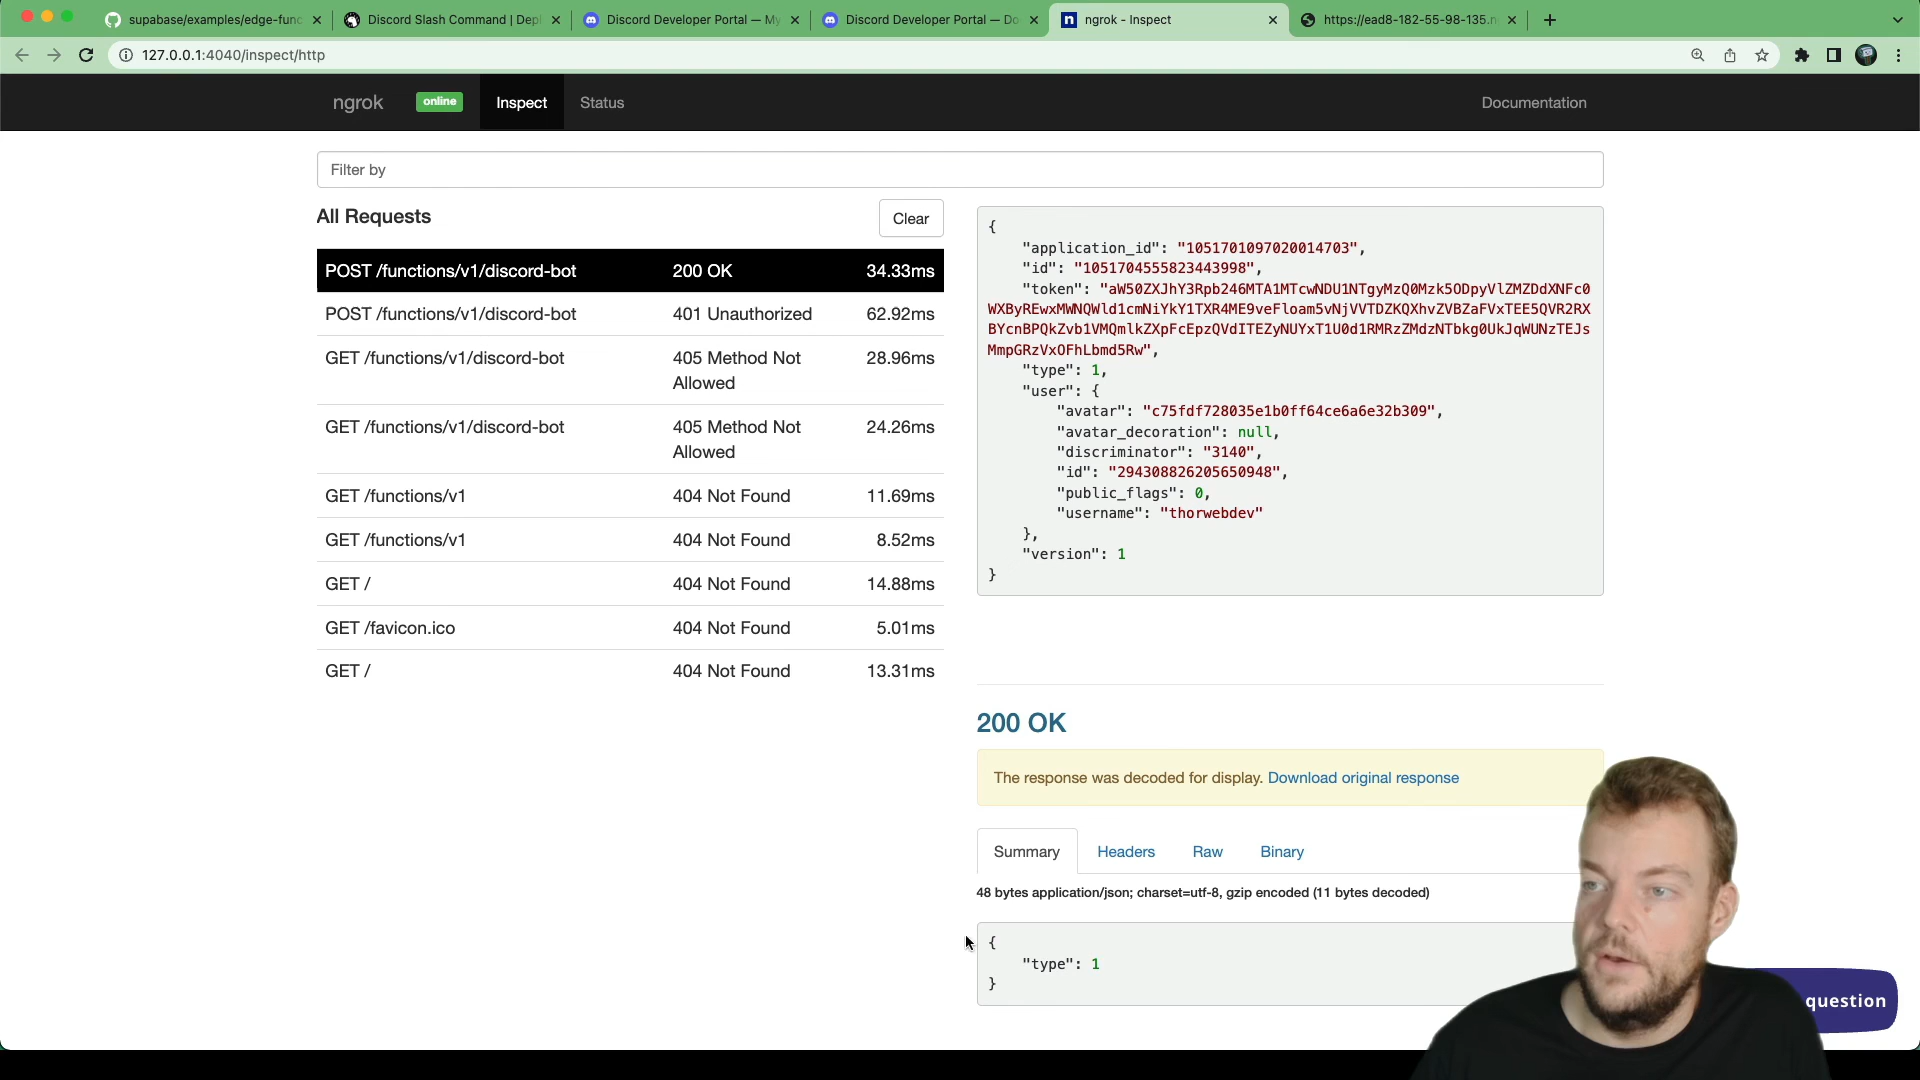 supabase/examples/edge-func
Discord Slash Command | Depl
Discord Developer Portal — My
Discord Developer Portal — Do
ngrok - Inspect
https://ead8-182-55-98-135.n
127.0.0.1:4040/inspect/http
ngrok
online
Inspect
Status
Documentation
Filter by
All Requests
Clear
POST /functions/v1/discord-bot 200 OK 34.33ms
POST /functions/v1/discord-bot 401 Unauthorized 62.92ms
GET /functions/v1/discord-bot 405 Method Not 28.96ms
Allowed
GET /functions/v1/discord-bot 405 Method Not 24.26ms
Allowed
GET /functions/v1 404 Not Found 11.69ms
GET /functions/v1 404 Not Found 8.52ms
GET / 404 Not Found 14.88ms
GET /favicon.ico 404 Not Found 5.01ms
GET / 404 Not Found 13.31ms
{
"application_id": "1051701097020014703",
"id": "1051704555823443998",
"token": "aW50ZXJhY3Rpb246MTA1MTcwNDU1NTgyMzQ0Mzk5ODpyVlZMZDdXNFc0
WXByREwxMWNQWld1cmNiYkY1TXR4ME9veFloam5vNjVVTDZKQXhvZVBZaFVxTEE5QVR2RX
BYcnBPQkZvb1VMQmlkZXpFcEpzQVdITEZyNUYxT1U0d1RMRzZMdzNTbkg0UkJqWUNzTEJs
MmpGRzVxOFhLbmd5Rw",
"type": 1,
"user": {
"avatar": "c75fdf728035e1b0ff64ce6a6e32b309",
"avatar_decoration": null,
"discriminator": "3140",
"id": "294308826205650948",
"public_flags": 0,
"username": "thorwebdev"
},
"version": 1
}
200 OK
The response was decoded for display. Download original response
Summary
Headers
Raw
Binary
48 bytes application/json; charset=utf-8, gzip encoded (11 bytes decoded)
{
"type": 1
}
question